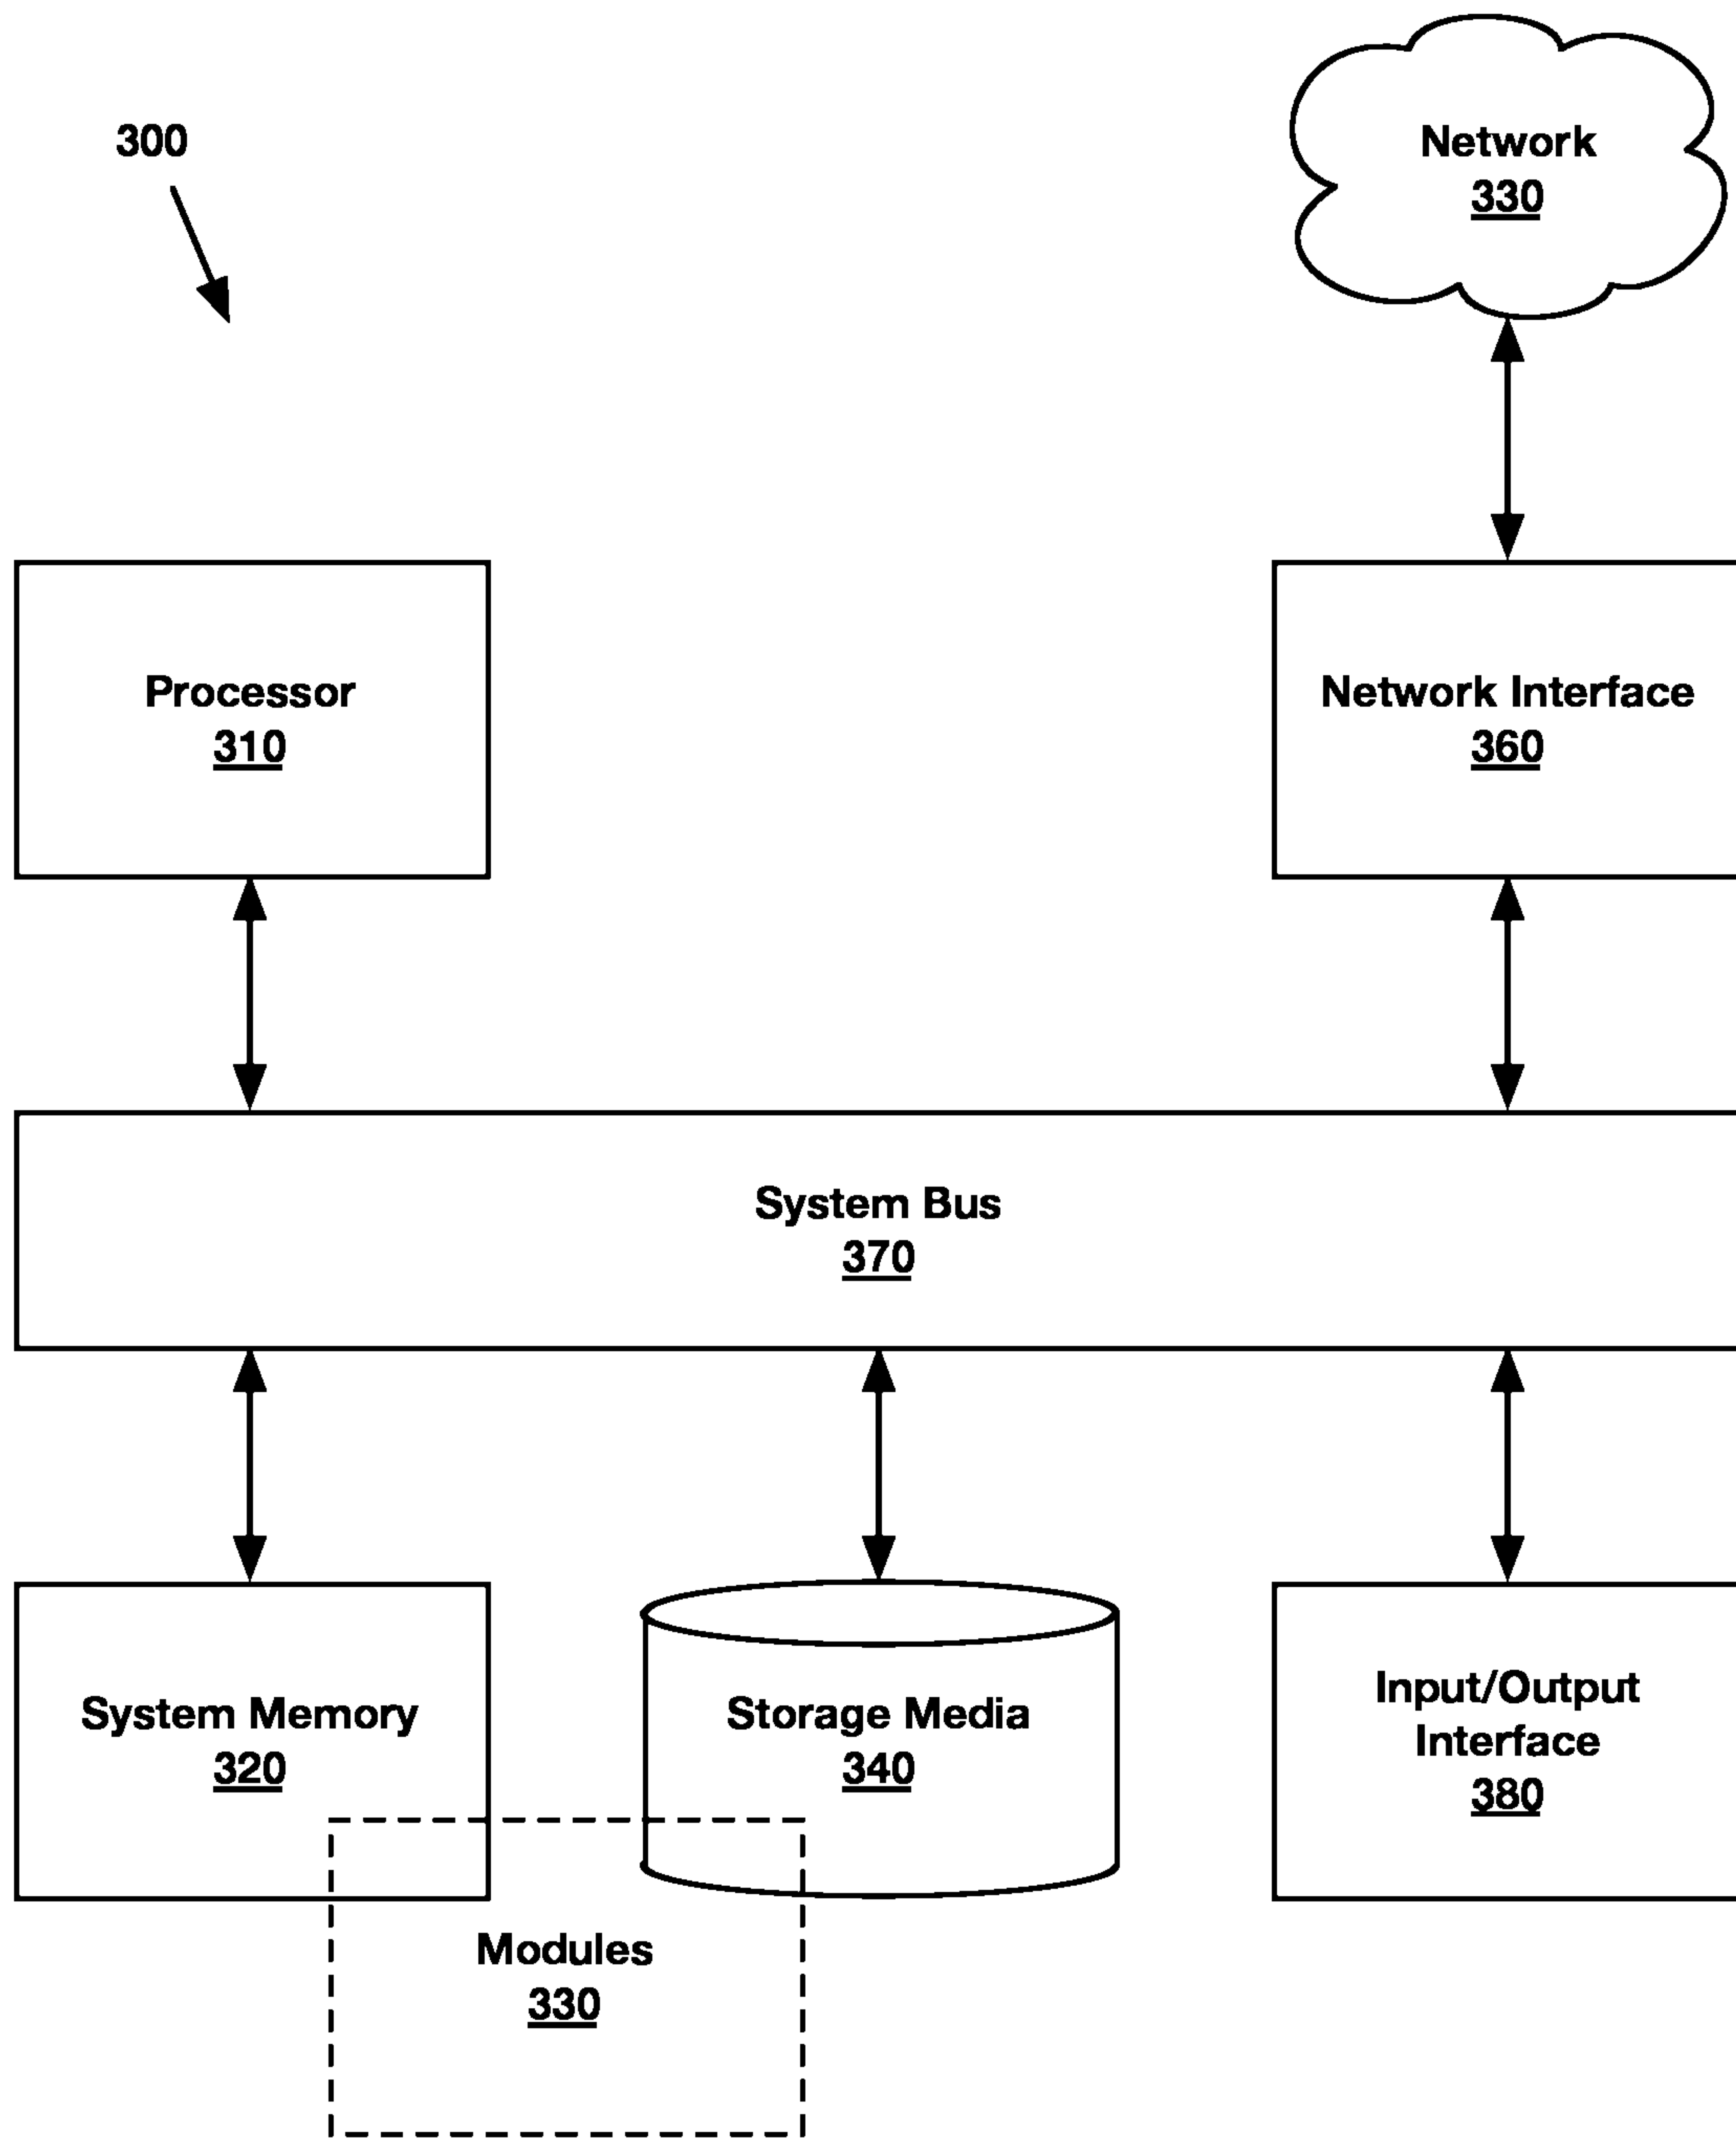 300
Network
330
Processor
310
Network Interface
360
System Bus
370
System Memory
320
Storage Media
340
Input/Output
Interface
380
Modules
330